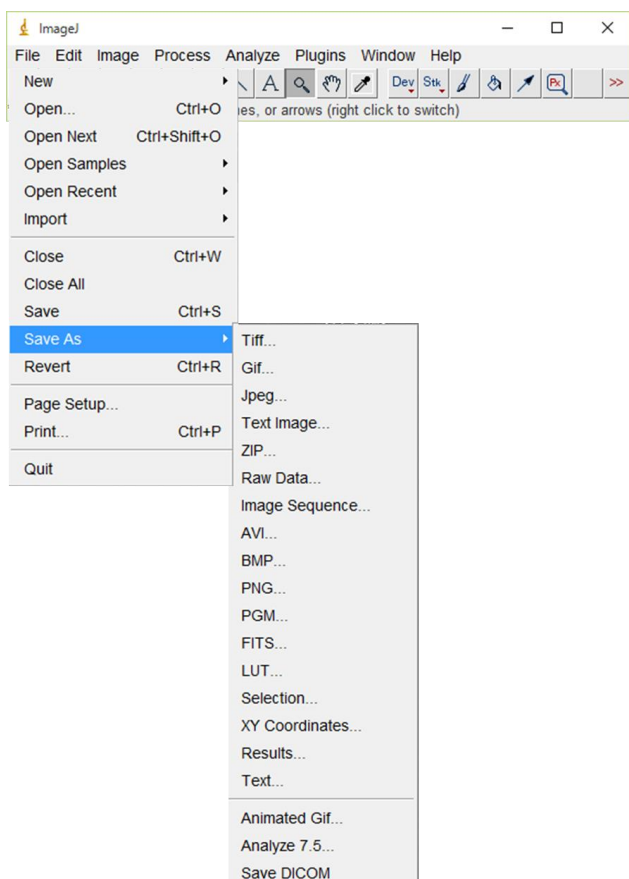 ImageJ
File Edit Image Process Analyze Plugins Window Help
A Dev Stk >>
nes, or arrows (right click to switch)
New
Open... Ctrl+O
Open Next Ctrl+Shift+O
Open Samples
Open Recent
Import
Close Ctrl+W
Close All
Save Ctrl+S
Save As
Revert Ctrl+R
Page Setup...
Print... Ctrl+P
Quit
Tiff...
Gif...
Jpeg...
Text Image...
ZIP...
Raw Data...
Image Sequence...
AVI...
BMP...
PNG...
PGM...
FITS...
LUT...
Selection...
XY Coordinates...
Results...
Text...
Animated Gif...
Analyze 7.5...
Save DICOM